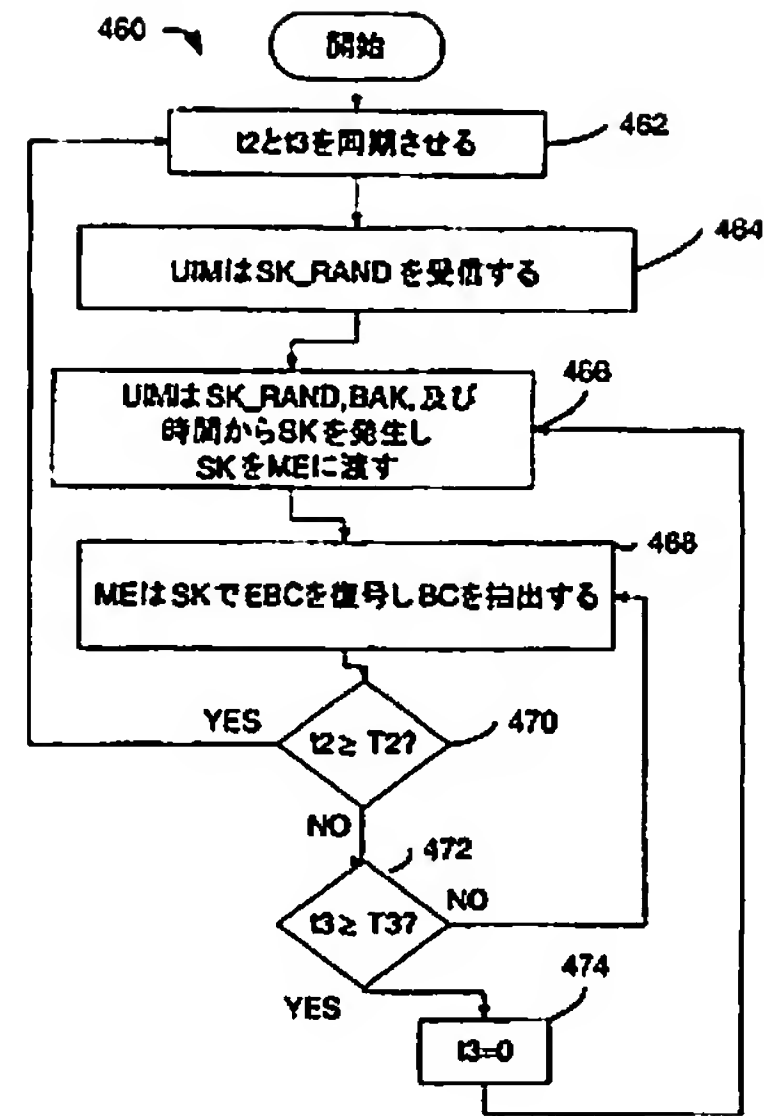 460
開始
t2とt3を同期させる
462
464
UIMはSK_RANDを受信する
466
UIMはSK_RAND,BAK,及び
時間からSKを発生し
SKをMEに渡す
468
MEはSKでEBCを復号しBCを抽出する
YES
t2≥T2?
470
NO
472
t3≥T3?
NO
YES
474
t3=0